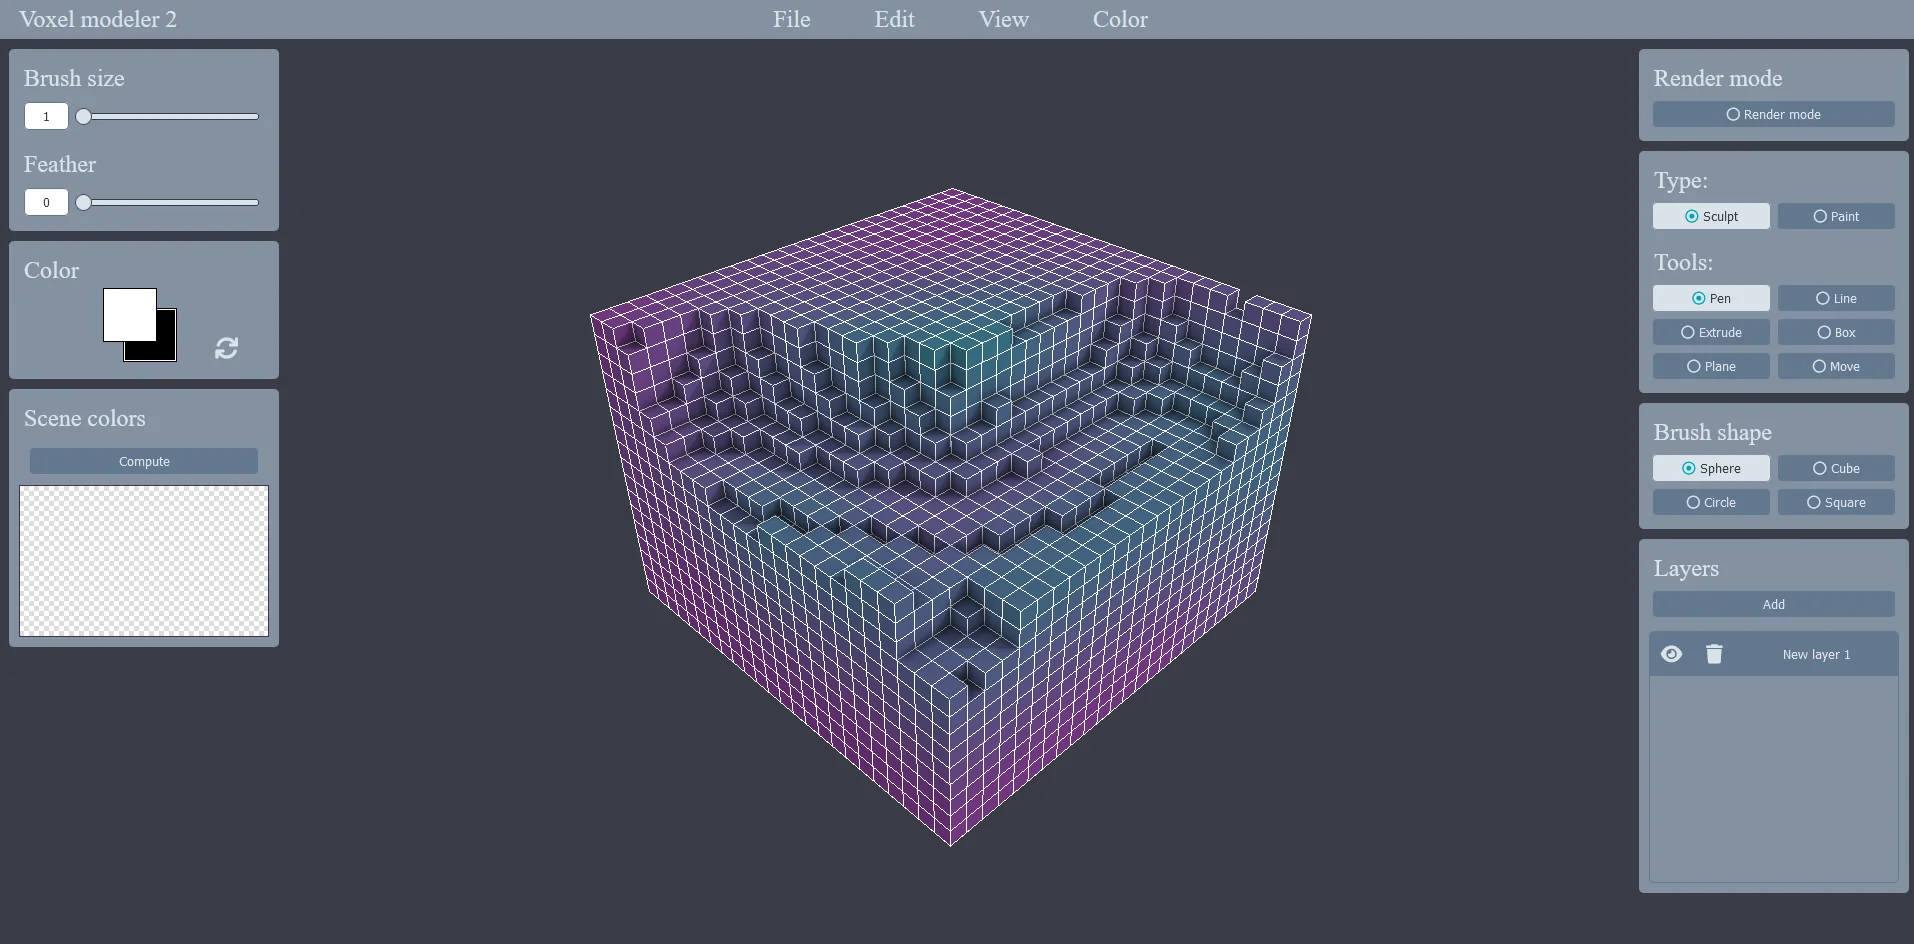 Voxel modeler 2
File Edit View Color
Brush size
1
Feather
0
Color
Scene colors
Compute
Render mode
Render mode
Type:
Sculpt Paint
Tools:
Pen Line
Extrude Box
Plane Move
Brush shape
Sphere Cube
Circle Square
Layers
Add
New layer 1